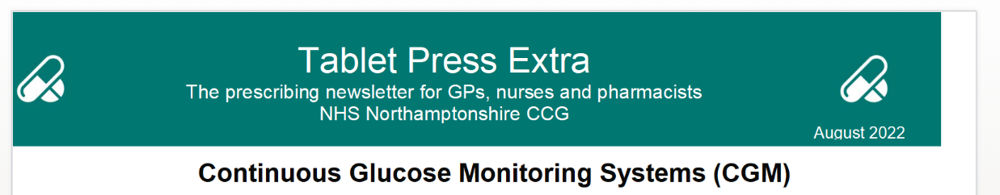 Tablet Press Extra
The prescribing newsletter for GPs, nurses and pharmacists
NHS Northamptonshire CCG
August 2022
Continuous Glucose Monitoring Systems (CGM)